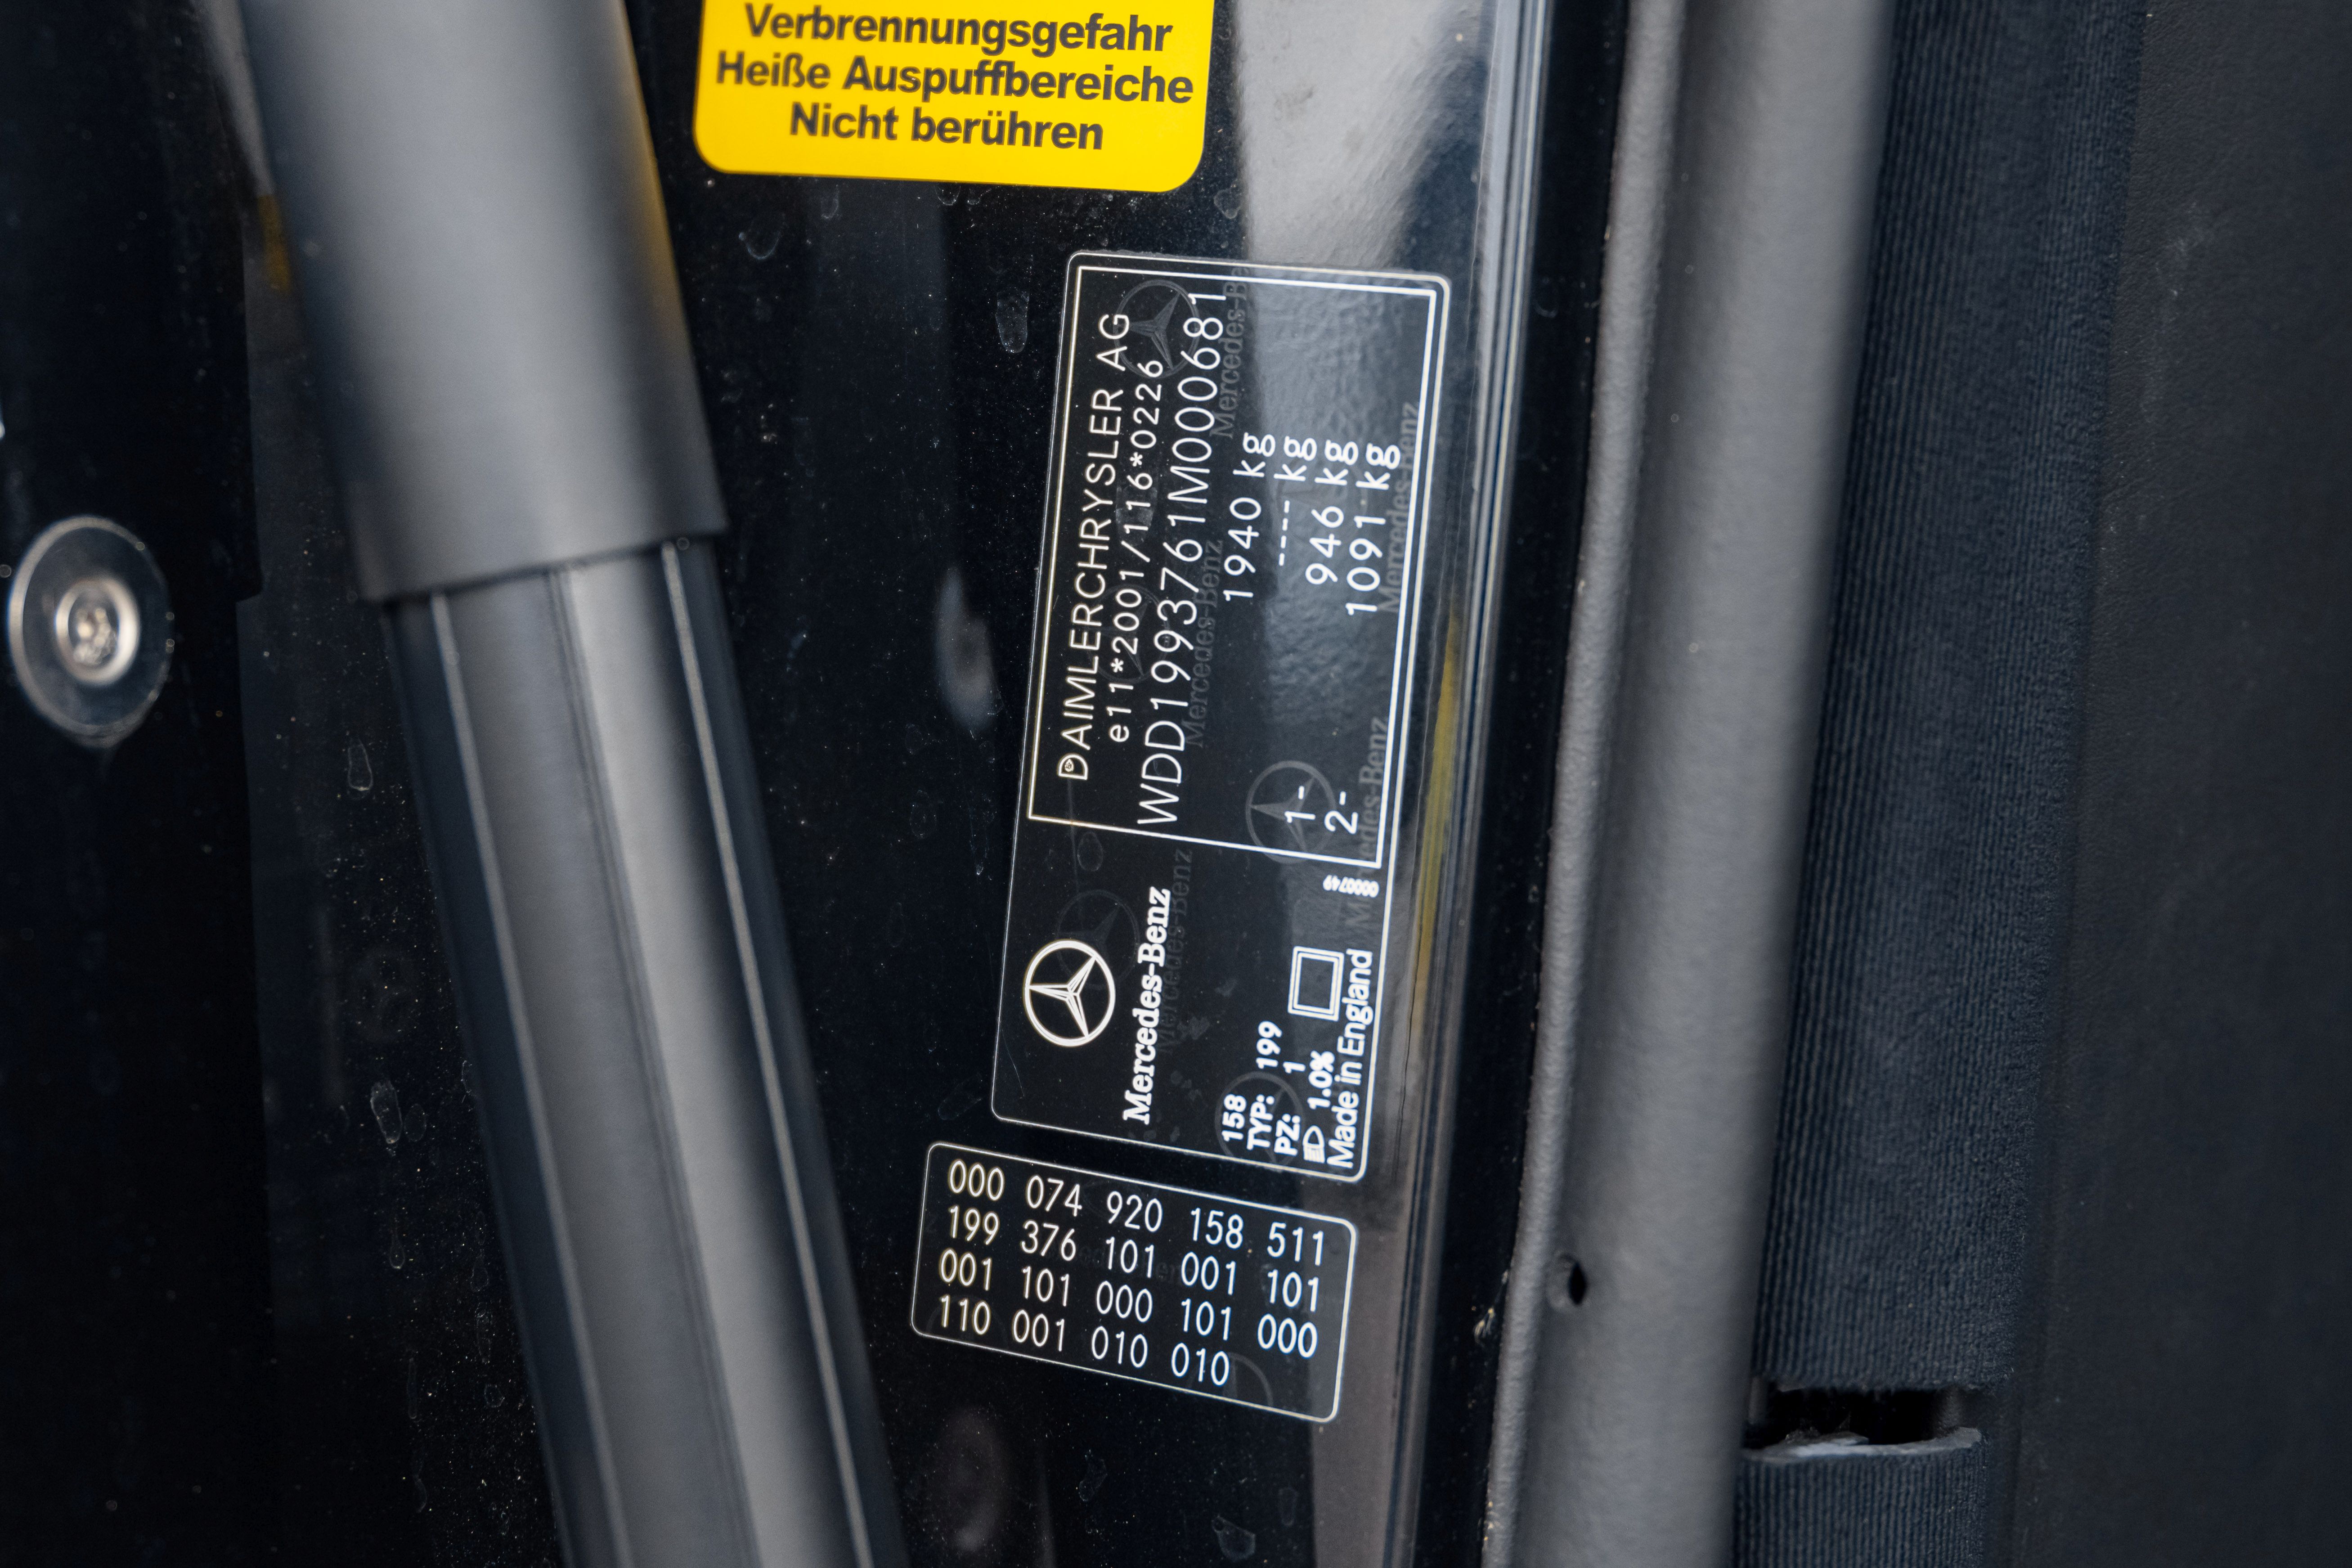 Verbrennungsgefahr
Heiße Auspuffbereiche
Nicht berühren
DAIMLERCHRYSLER AG
e11*2001/116*0226
WDD1993761M000681
1940 kg
---- kg
1- 946 kg
2- 1091 kg
0000749
Mercedes-Benz
158
TYP: 199
PZ: 1
1.0%
Made in England
000 074 920 158 511
199 376 101 001 101
001 101 000 101 000
110 001 010 010